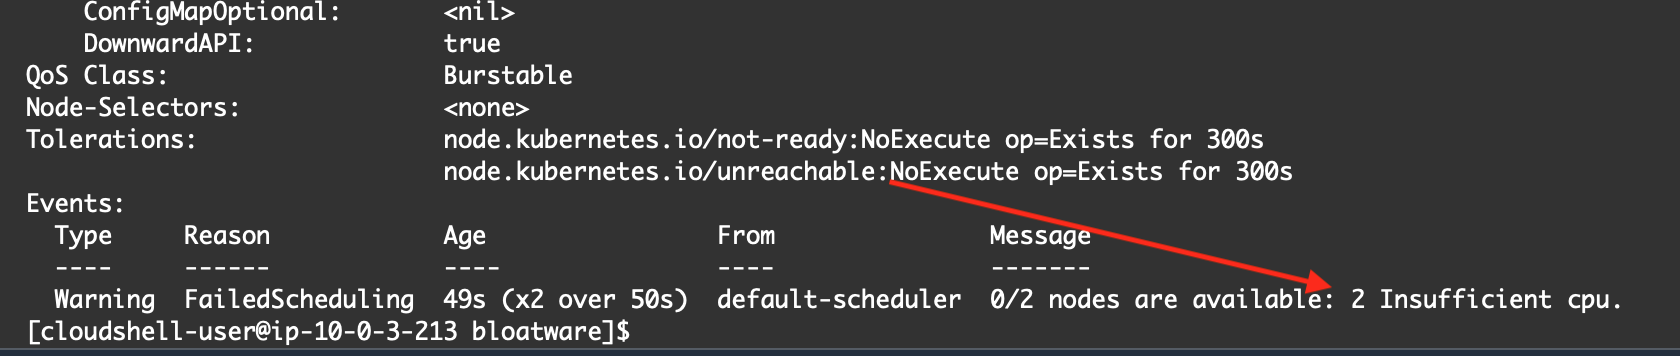 ConfigMapOptional: <nil>
DownwardAPI: true
QoS Class: Burstable
Node-Selectors: <none>
Tolerations: node.kubernetes.io/not-ready:NoExecute op=Exists for 300s
node.kubernetes.io/unreachable:NoExecute op=Exists for 300s
Events:
Type Reason Age From Message
---- ------ ---- ---- -------
Warning FailedScheduling 49s (x2 over 50s) default-scheduler 0/2 nodes are available: 2 Insufficient cpu.
[cloudshell-user@ip-10-0-3-213 bloatware]$